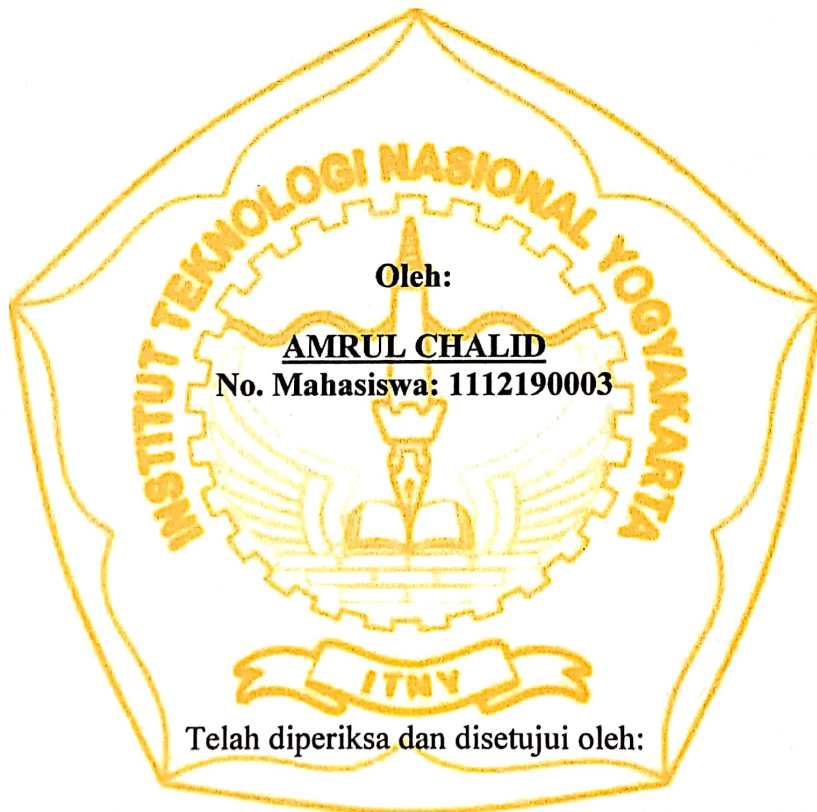 INSTITUT TEKNOLOGI NASIONAL YOGYAKARTA
Oleh:
AMRUL CHALID
No. Mahasiswa: 1112190003
ITNY
Telah diperiksa dan disetujui oleh: